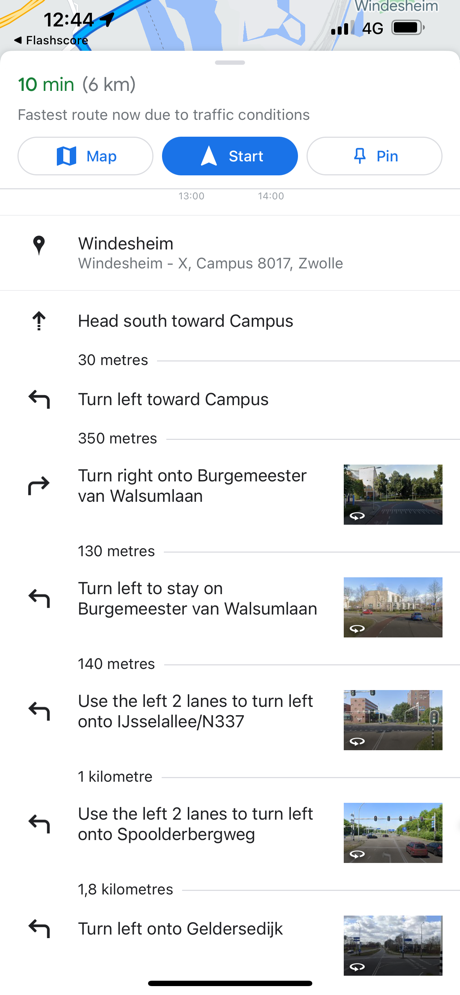 Windesheim
12:44
4G
◀ Flashscore
10 min (6 km)
Fastest route now due to traffic conditions
Map
Start
Pin
13:00 14:00
Windesheim
Windesheim - X, Campus 8017, Zwolle
Head south toward Campus
30 metres
Turn left toward Campus
350 metres
Turn right onto Burgemeester
van Walsumlaan
130 metres
Turn left to stay on
Burgemeester van Walsumlaan
140 metres
Use the left 2 lanes to turn left
onto IJsselallee/N337
1 kilometre
Use the left 2 lanes to turn left
onto Spoolderbergweg
1,8 kilometres
Turn left onto Geldersedijk